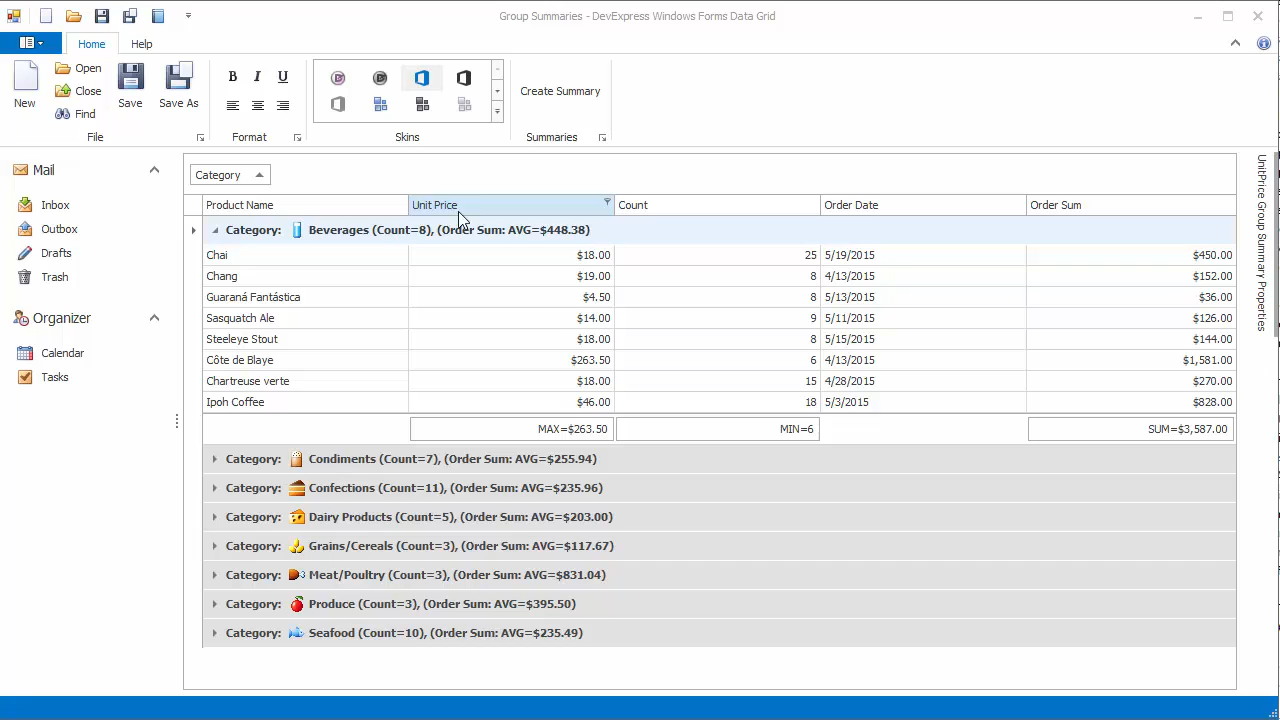 Group Summaries - DevExpress Windows Forms Data Grid
Home Help
New
Open
Close
Find
Save
Save As
B I U
Create Summary
File Format Skins Summaries
Mail
Inbox
Outbox
Drafts
Trash
Organizer
Calendar
Tasks
Category
Product Name Unit Price Count Order Date Order Sum
Category: Beverages (Count=8), (Order Sum: AVG=$448.38)
Chai $18.00 25 5/19/2015 $450.00
Chang $19.00 8 4/13/2015 $152.00
Guaraná Fantástica $4.50 8 5/13/2015 $36.00
Sasquatch Ale $14.00 9 5/11/2015 $126.00
Steeleye Stout $18.00 8 5/15/2015 $144.00
Côte de Blaye $263.50 6 4/13/2015 $1,581.00
Chartreuse verte $18.00 15 4/28/2015 $270.00
Ipoh Coffee $46.00 18 5/3/2015 $828.00
MAX=$263.50 MIN=6 SUM=$3,587.00
Category: Condiments (Count=7), (Order Sum: AVG=$255.94)
Category: Confections (Count=11), (Order Sum: AVG=$235.96)
Category: Dairy Products (Count=5), (Order Sum: AVG=$203.00)
Category: Grains/Cereals (Count=3), (Order Sum: AVG=$117.67)
Category: Meat/Poultry (Count=3), (Order Sum: AVG=$831.04)
Category: Produce (Count=3), (Order Sum: AVG=$395.50)
Category: Seafood (Count=10), (Order Sum: AVG=$235.49)
UnitPrice Group Summary Properties